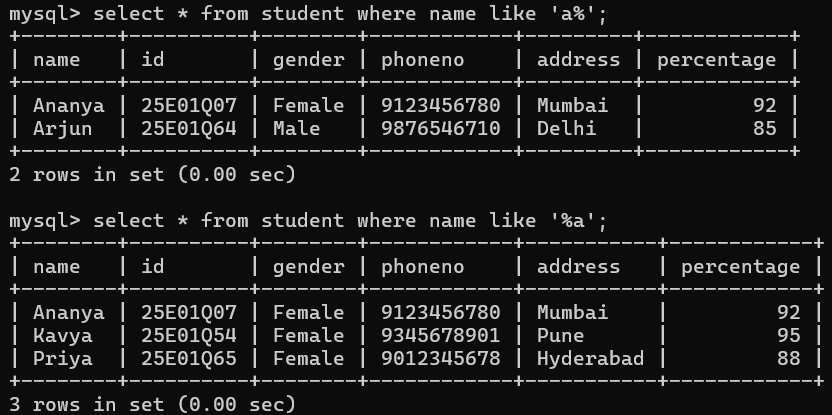 mysql> select * from student where name like 'a%';
+--------+----------+--------+------------+---------+------------+
| name   | id       | gender | phoneno    | address | percentage |
+--------+----------+--------+------------+---------+------------+
| Ananya | 25E01Q07 | Female | 9123456780 | Mumbai  |         92 |
| Arjun  | 25E01Q64 | Male   | 9876546710 | Delhi   |         85 |
+--------+----------+--------+------------+---------+------------+
2 rows in set (0.00 sec)

mysql> select * from student where name like '%a';
+--------+----------+--------+------------+-----------+------------+
| name   | id       | gender | phoneno    | address   | percentage |
+--------+----------+--------+------------+-----------+------------+
| Ananya | 25E01Q07 | Female | 9123456780 | Mumbai    |         92 |
| Kavya  | 25E01Q54 | Female | 9345678901 | Pune      |         95 |
| Priya  | 25E01Q65 | Female | 9012345678 | Hyderabad |         88 |
+--------+----------+--------+------------+-----------+------------+
3 rows in set (0.00 sec)